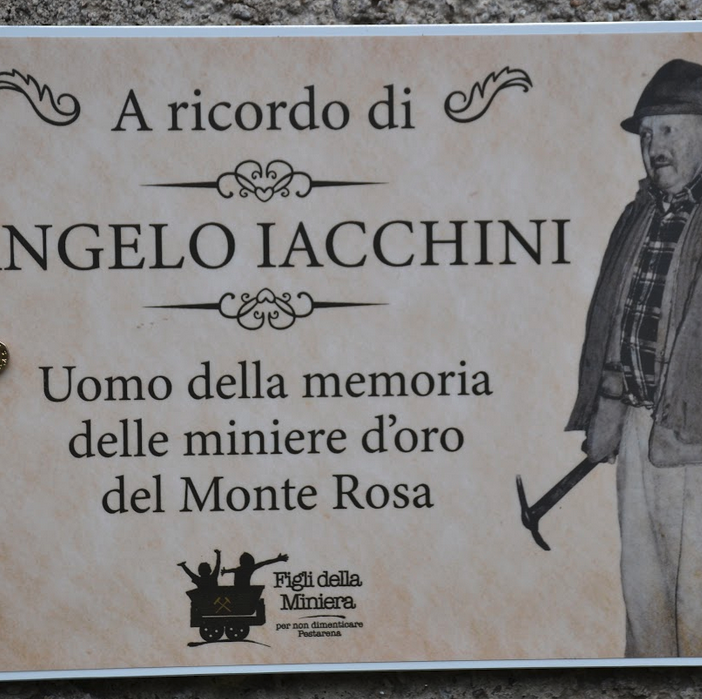 A ricordo di
ANGELO IACCHINI
Uomo della memoria
delle miniere d'oro
del Monte Rosa
Figli della
Miniera
per non dimenticare
Pestarena